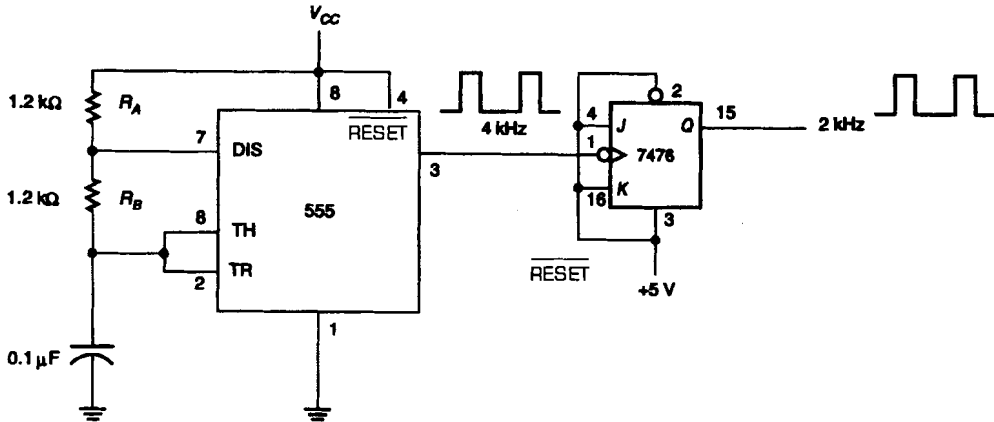 V_CC
1.2 kΩ R_A
8
4
RESET
7
DIS
3
1.2 kΩ R_B
555
8
TH
2
TR
1
0.1 µF
4 kHz
2
4
J
Q
15
2 kHz
1
7476
16
K
3
RESET
+5 V